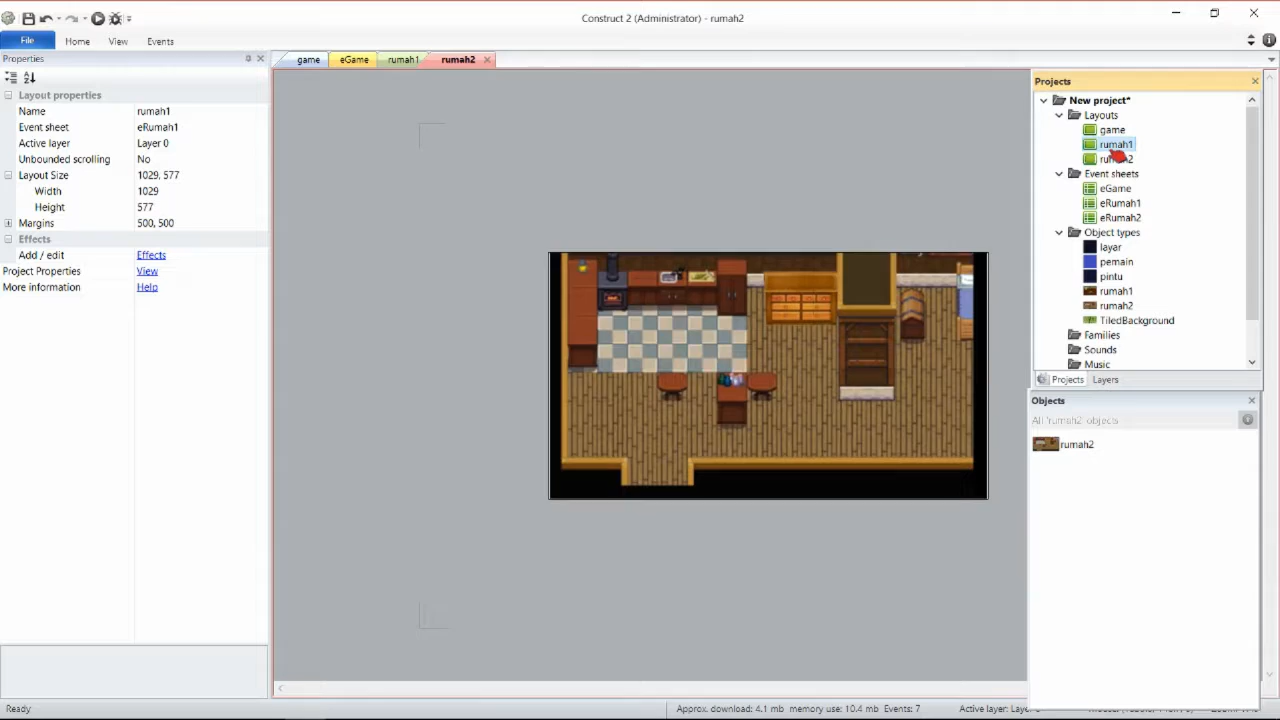 Construct 2 (Administrator) - rumah2
File
Home
View
Events
Properties
Layout properties
Name
rumah1
Event sheet
eRumah1
Active layer
Layer 0
Unbounded scrolling
No
Layout Size
1029, 577
Width
1029
Height
577
Margins
500, 500
Effects
Add / edit
Effects
Project Properties
View
More information
Help
game
eGame
rumah1
rumah2
Projects
New project*
Layouts
game
rumah1
Event sheets
eGame
eRumah1
eRumah2
Object types
layar
pemain
pintu
rumah1
rumah2
TiledBackground
Families
Sounds
Music
Projects
Layers
Objects
All 'rumah2' objects
rumah2
Ready
Approx. download: 4.1 mb
memory use: 10.4 mb
Events: 7
Active layer: